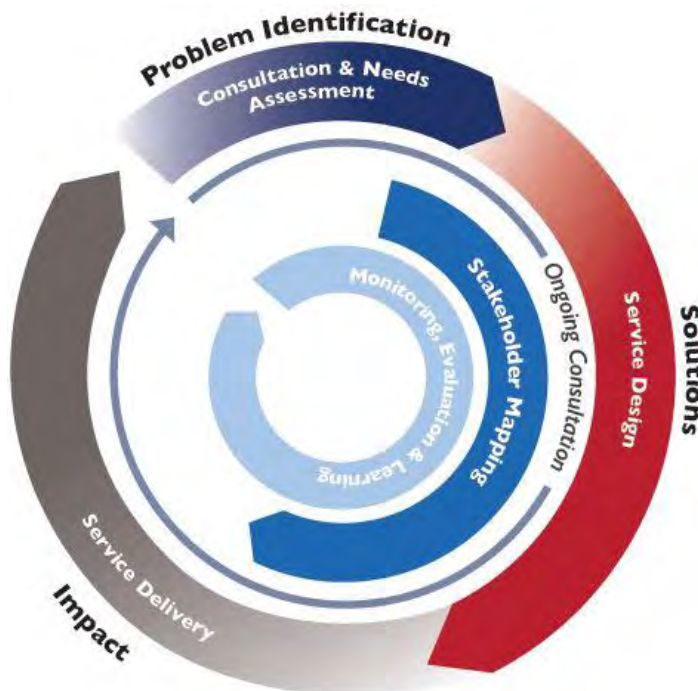 Problem Identification
Consultation & Needs
Assessment
Ongoing Consultation
Service Design
Solutions
Stakeholder Mapping
Monitoring, Evaluation & Learning
Service Delivery
Impact